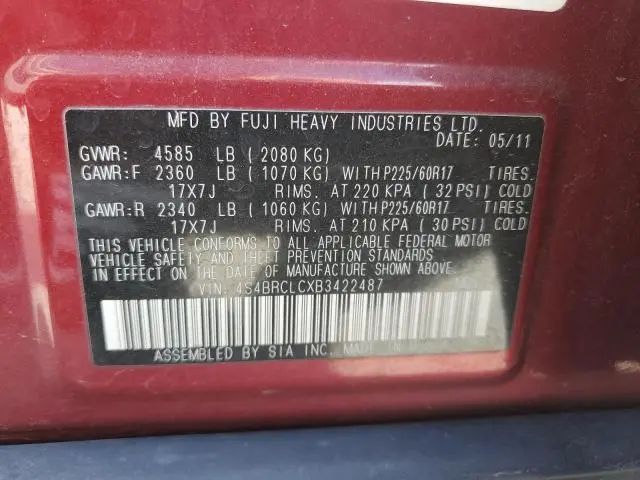 MFD BY FUJI HEAVY INDUSTRIES LTD.
DATE: 05/11
GVWR: 4585 LB (2080 KG)
GAWR:F 2360 LB (1070 KG) WITH P225/60R17 TIRES.
17X7J RIMS. AT 220 KPA (32 PSI) COLD
GAWR:R 2340 LB (1060 KG) WITH P225/60R17 TIRES.
17X7J RIMS. AT 210 KPA (30 PSI) COLD
THIS VEHICLE CONFORMS TO ALL APPLICABLE FEDERAL MOTOR
VEHICLE SAFETY AND THEFT PREVENTION STANDARDS
IN EFFECT ON THE DATE OF MANUFACTURE SHOWN ABOVE.
VIN: 4S4BRCLCXB3422487
ASSEMBLED BY SIA INC. MADE IN